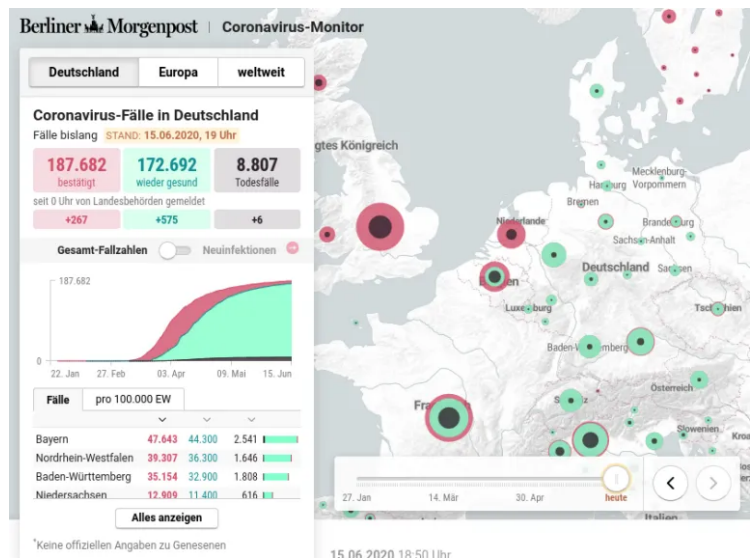 Berliner Morgenpost | Coronavirus-Monitor
Deutschland Europa weltweit
Coronavirus-Fälle in Deutschland
Fälle bislang STAND: 15.06.2020, 19 Uhr
187.682 172.692 8.807
bestätigt wieder gesund Todesfälle
seit 0 Uhr von Landesbehörden gemeldet
+267 +575 +6
Gesamt-Fallzahlen Neuinfektionen
187.682
0
22. Jan 27. Feb 03. Apr 09. Mai 15. Jun
Fälle pro 100.000 EW
Bayern 47.643 44.300 2.541
Nordrhein-Westfalen 39.307 36.300 1.646
Baden-Württemberg 35.154 32.900 1.808
Niedersachsen 12.909 11.400 616
Alles anzeigen
*Keine offiziellen Angaben zu Genesenen
gtes Königreich
Mecklenburg-
Vorpommern
Hamburg
Bremen
Niederlande
Brandenburg
Sachsen-Anhalt
Deutschland
Sachsen
Luxemburg
Österreich
Slowenien
Kroa
27. Jan 14. Mär 30. Apr heute
Italien
15.06.2020 18:50 Uhr